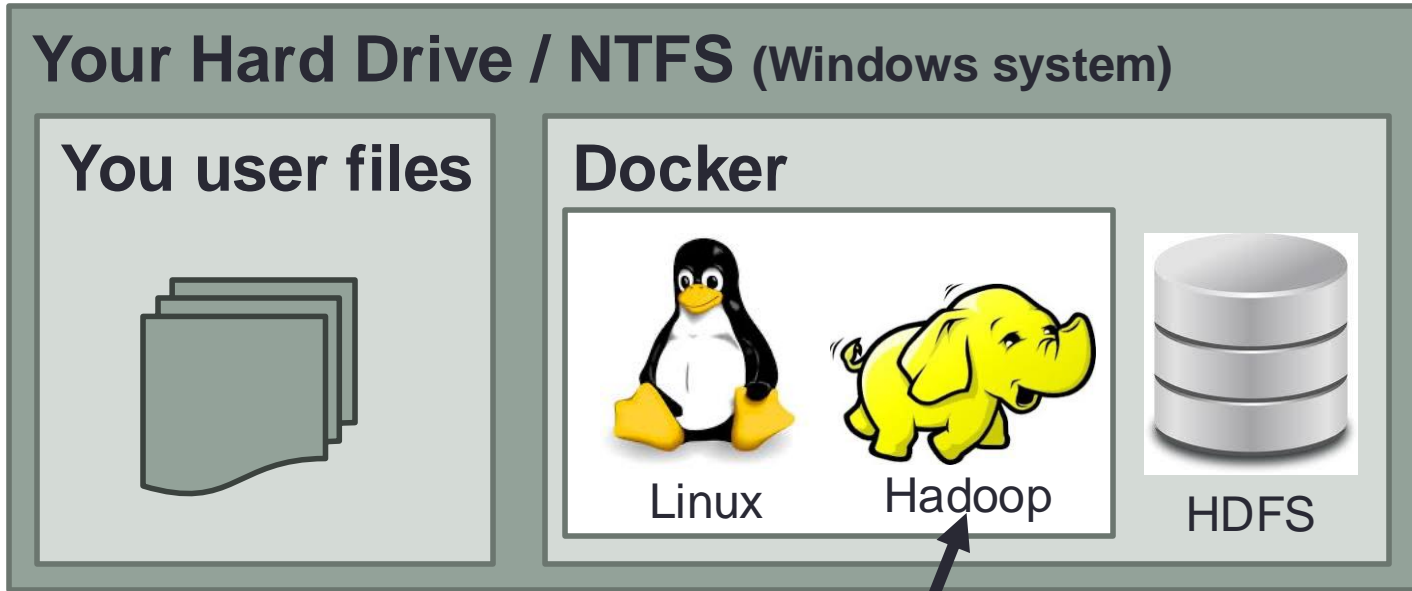 Your Hard Drive / NTFS (Windows system)
You user files
Docker
Linux
Hadoop
HDFS